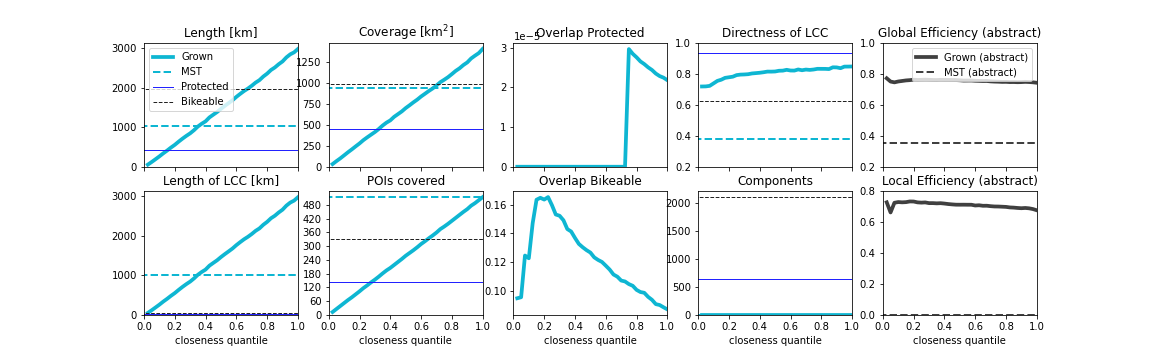 Length [km]
3000
2000
1000
0
Grown
MST
Protected
Bikeable
Coverage [km²]
1250
1000
750
500
250
0
Overlap Protected
1e−5
3
2
1
0
Directness of LCC
1.0
0.8
0.6
0.4
0.2
Global Efficiency (abstract)
1.0
0.8
0.6
0.4
0.2
Grown (abstract)
MST (abstract)
Length of LCC [km]
3000
2000
1000
0
0.0 0.2 0.4 0.6 0.8 1.0
closeness quantile
POIs covered
480
420
360
300
240
180
120
60
0
0.0 0.2 0.4 0.6 0.8 1.0
closeness quantile
Overlap Bikeable
0.16
0.14
0.12
0.10
0.0 0.2 0.4 0.6 0.8 1.0
closeness quantile
Components
2000
1500
1000
500
0
0.0 0.2 0.4 0.6 0.8 1.0
closeness quantile
Local Efficiency (abstract)
0.8
0.6
0.4
0.2
0.0
0.0 0.2 0.4 0.6 0.8 1.0
closeness quantile